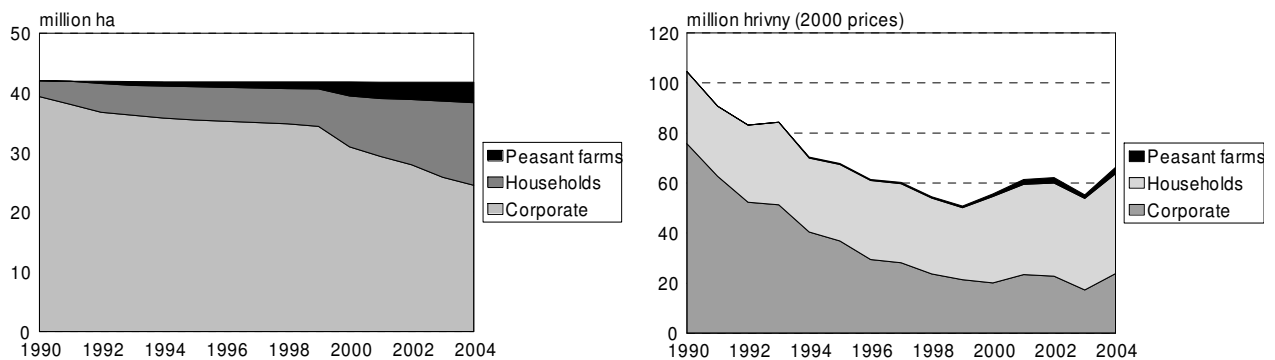 million ha
50
40
30
20
10
0
1990 1992 1994 1996 1998 2000 2002 2004
Peasant farms
Households
Corporate
million hrivny (2000 prices)
120
100
80
60
40
20
0
1990 1992 1994 1996 1998 2000 2002 2004
Peasant farms
Households
Corporate